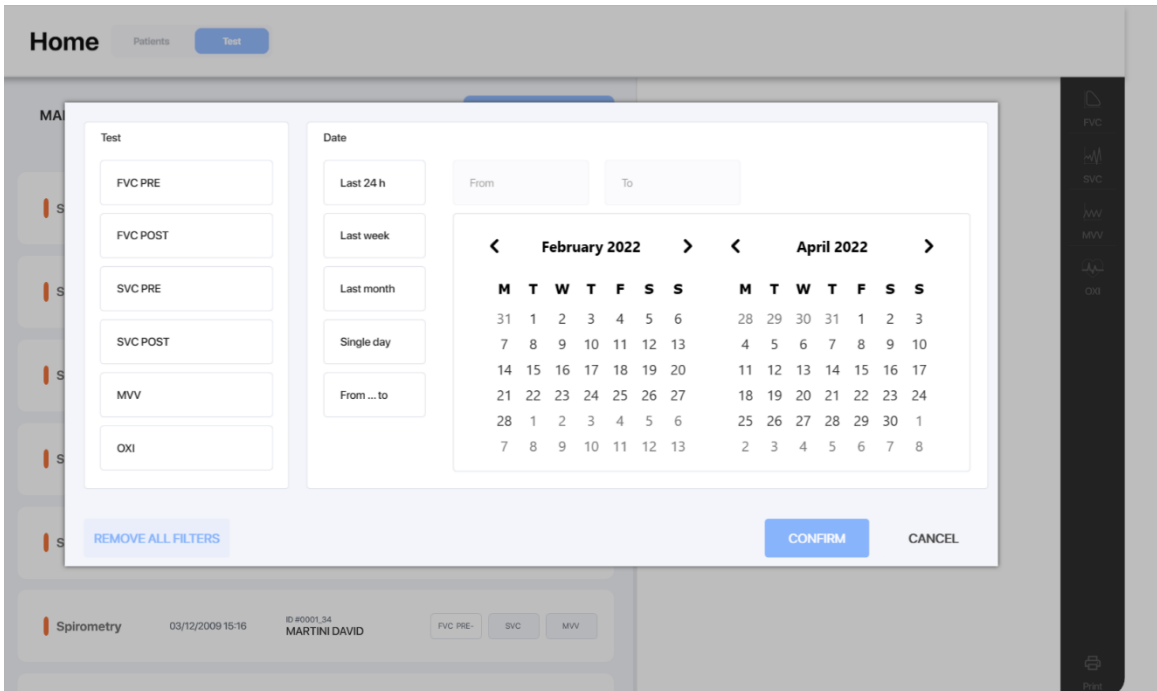 Home
Patients
Test
MAI
Test
FVC PRE
FVC POST
SVC PRE
SVC POST
MVV
OXI
Date
Last 24 h
Last week
Last month
Single day
From ... to
From
To
February 2022
M T W T F S S
31 1 2 3 4 5 6
7 8 9 10 11 12 13
14 15 16 17 18 19 20
21 22 23 24 25 26 27
28 1 2 3 4 5 6
7 8 9 10 11 12 13
April 2022
M T W T F S S
28 29 30 31 1 2 3
4 5 6 7 8 9 10
11 12 13 14 15 16 17
18 19 20 21 22 23 24
25 26 27 28 29 30 1
2 3 4 5 6 7 8
REMOVE ALL FILTERS
CONFIRM
CANCEL
S
S
S
S
S
Spirometry
03/12/2009 15:16
ID #0001_34
MARTINI DAVID
FVC PRE-
SVC
MVV
FVC
SVC
MVV
OXI
Print